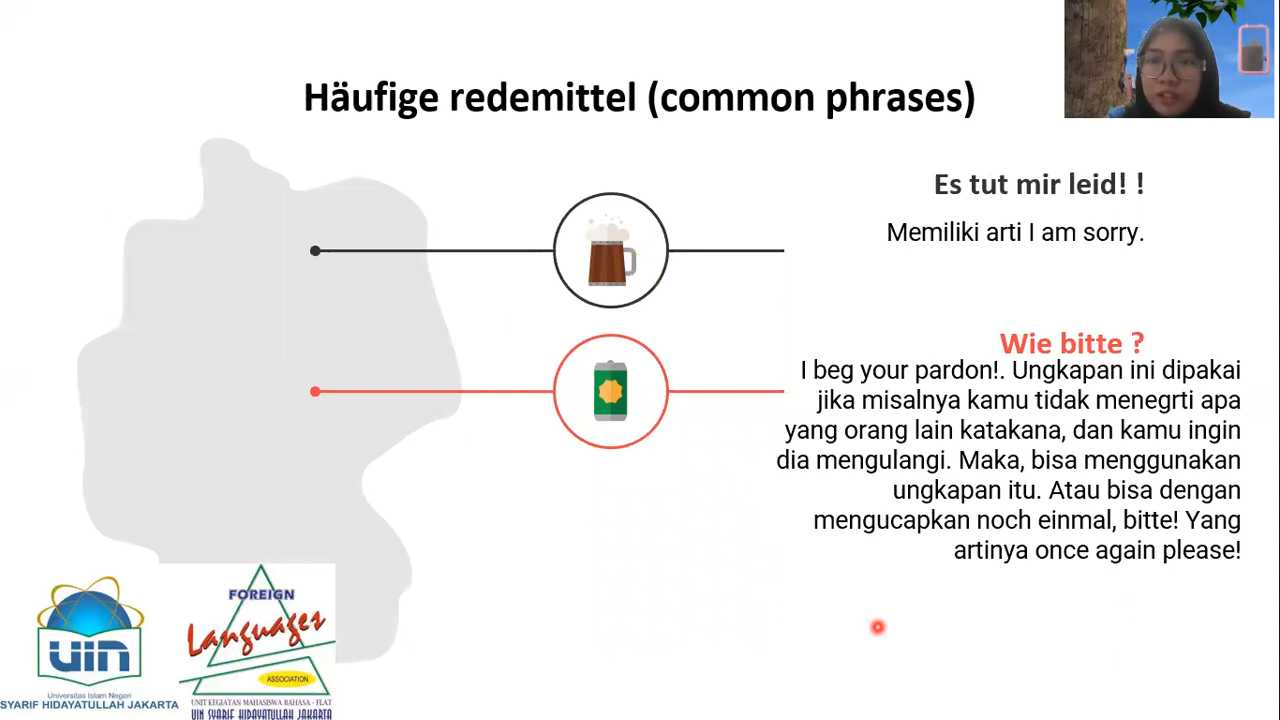 Häufige redemittel (common phrases)
Es tut mir leid! !
Memiliki arti I am sorry.
Wie bitte ?
I beg your pardon!. Ungkapan ini dipakai
jika misalnya kamu tidak menegrti apa
yang orang lain katakana, dan kamu ingin
dia mengulangi. Maka, bisa menggunakan
ungkapan itu. Atau bisa dengan
mengucapkan noch einmal, bitte! Yang
artinya once again please!
uin
Universitas Islam Negeri
SYARIF HIDAYATULLAH JAKARTA
FOREIGN
Languages
ASSOCIATION
UNIT KEGIATAN MAHASISWA BAHASA - FLAT
UIN SYARIF HIDAYATULLAH JAKARTA